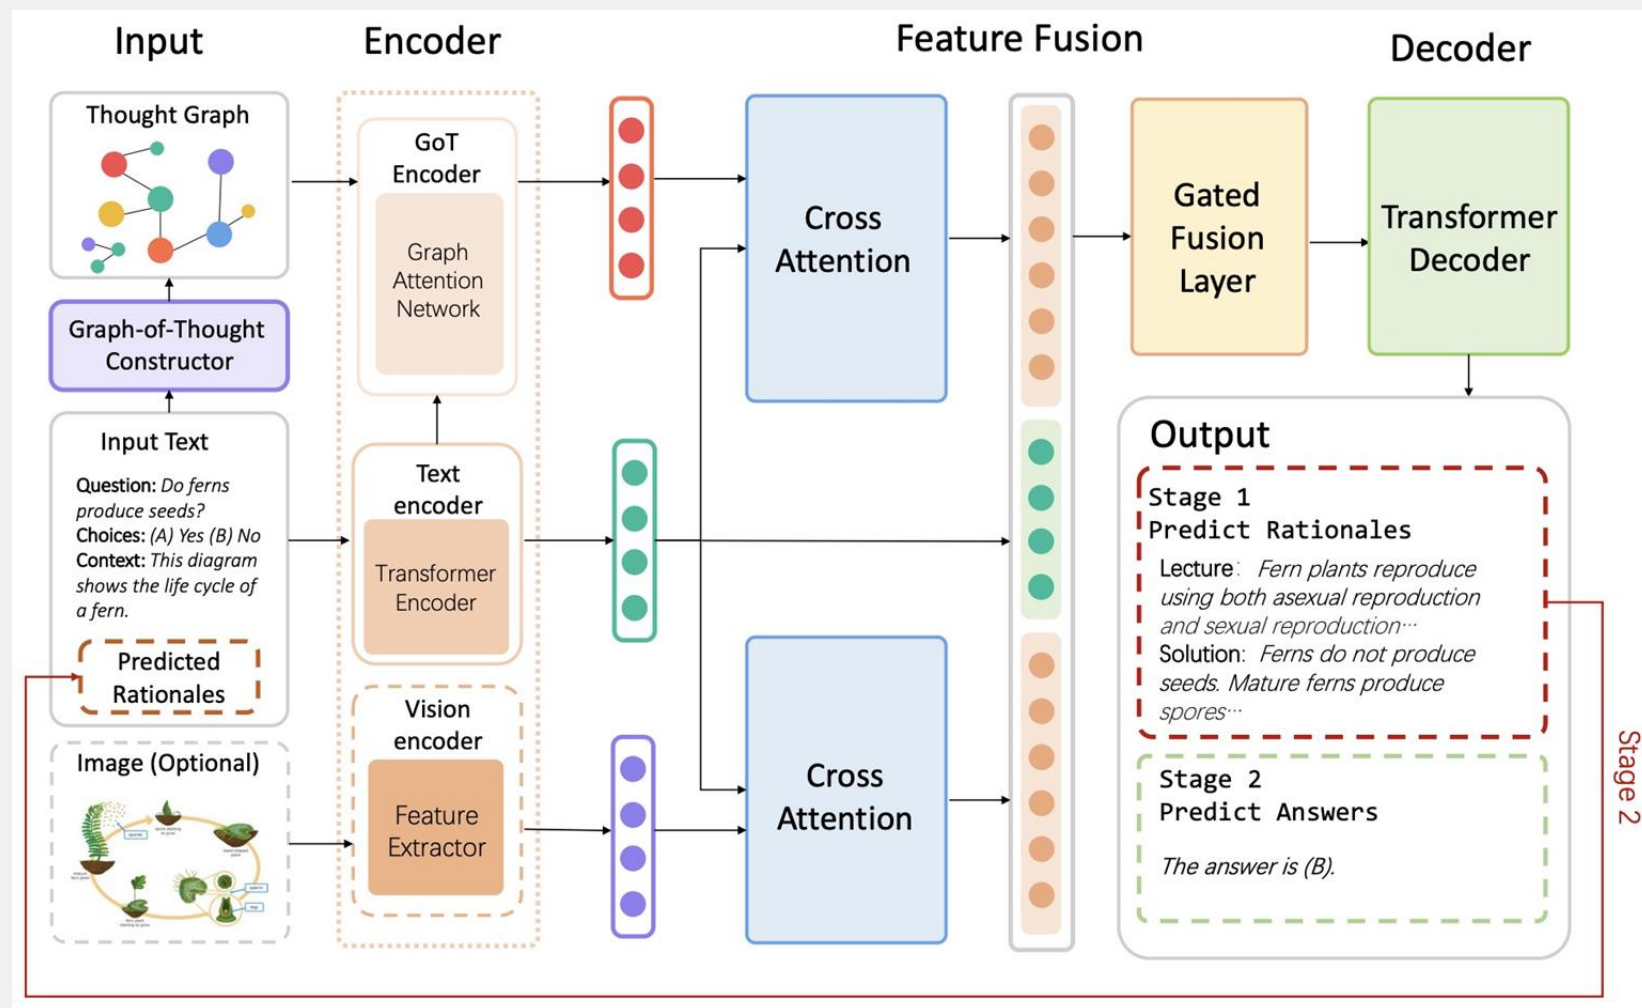 Input
Encoder
Feature Fusion
Decoder
Thought Graph
Graph-of-Thought
Constructor
Input Text
Question: Do ferns
produce seeds?
Choices: (A) Yes (B) No
Context: This diagram
shows the life cycle of
a fern.
Predicted
Rationales
Image (Optional)
GoT
Encoder
Graph
Attention
Network
Text
encoder
Transformer
Encoder
Vision
encoder
Feature
Extractor
Cross
Attention
Cross
Attention
Gated
Fusion
Layer
Transformer
Decoder
Output
Stage 1
Predict Rationales
Lecture: Fern plants reproduce
using both asexual reproduction
and sexual reproduction···
Solution: Ferns do not produce
seeds. Mature ferns produce
spores···
Stage 2
Predict Answers
The answer is (B).
Stage 2